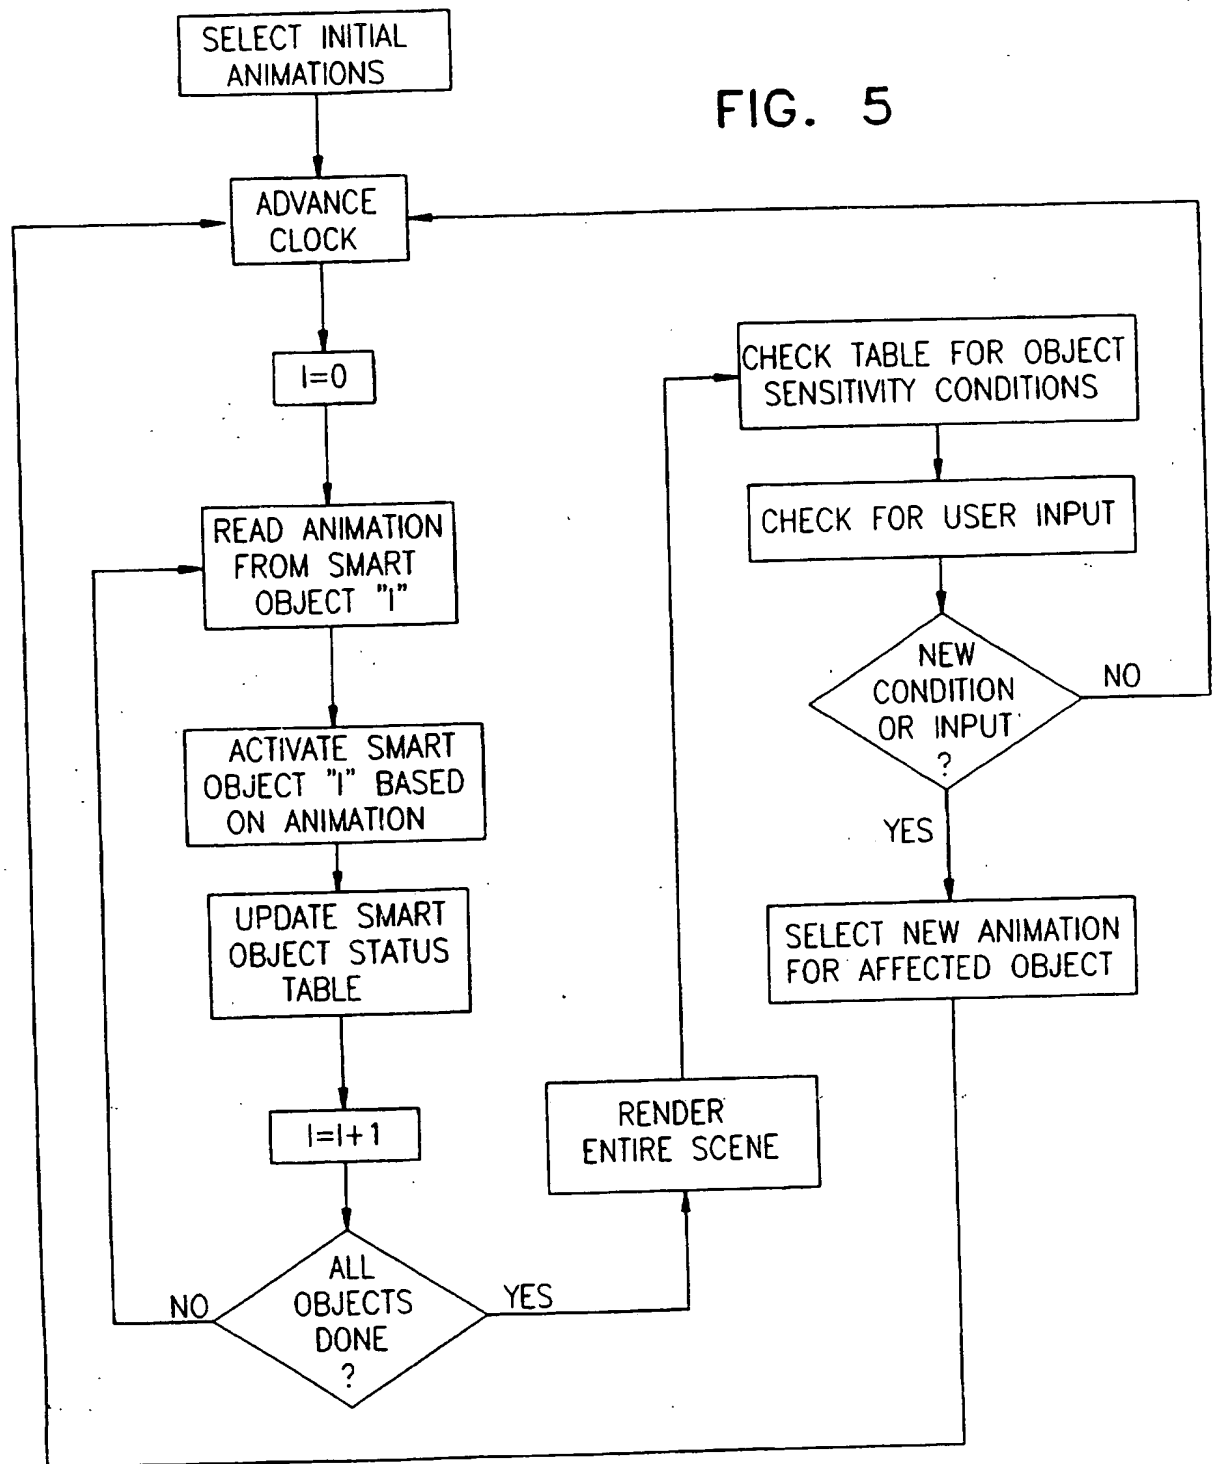 SELECT INITIAL
ANIMATIONS
FIG. 5
ADVANCE
CLOCK
I=0
READ ANIMATION
FROM SMART
OBJECT "I"
ACTIVATE SMART
OBJECT "I" BASED
ON ANIMATION
UPDATE SMART
OBJECT STATUS
TABLE
I=I+1
ALL
OBJECTS
DONE
?
NO
YES
RENDER
ENTIRE SCENE
CHECK TABLE FOR OBJECT
SENSITIVITY CONDITIONS
CHECK FOR USER INPUT
NEW
CONDITION
OR INPUT
?
NO
YES
SELECT NEW ANIMATION
FOR AFFECTED OBJECT